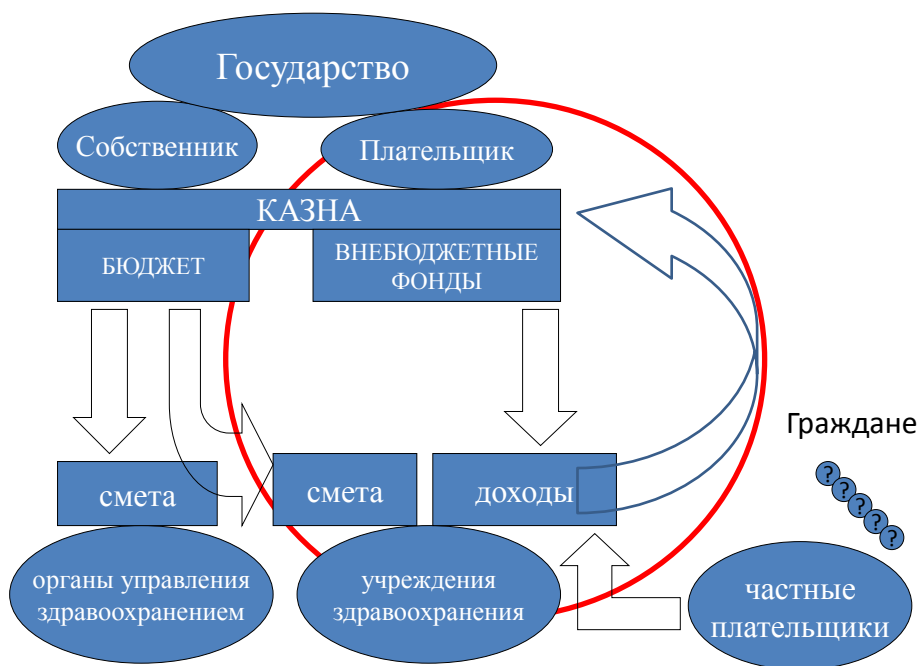 Государство
Собственник
Плательщик
КАЗНА
БЮДЖЕТ
ВНЕБЮДЖЕТНЫЕ
ФОНДЫ
Граждане
?
?
?
?
?
смета
смета
доходы
органы управления
здравоохранением
учреждения
здравоохранения
частные
плательщики